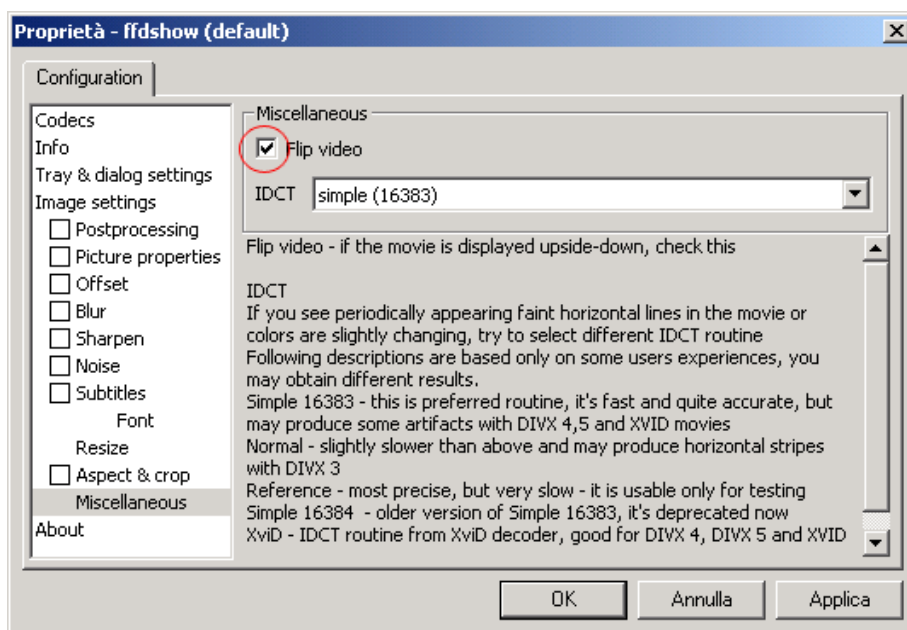 Proprietà - ffdshow (default)
Configuration
Codecs
Info
Tray & dialog settings
Image settings
Postprocessing
Picture properties
Offset
Blur
Sharpen
Noise
Subtitles
Font
Resize
Aspect & crop
Miscellaneous
About
Miscellaneous
Flip video
IDCT simple (16383)
Flip video - if the movie is displayed upside-down, check this
IDCT
If you see periodically appearing faint horizontal lines in the movie or
colors are slightly changing, try to select different IDCT routine
Following descriptions are based only on some users experiences, you
may obtain different results.
Simple 16383 - this is preferred routine, it's fast and quite accurate, but
may produce some artifacts with DIVX 4,5 and XVID movies
Normal - slightly slower than above and may produce horizontal stripes
with DIVX 3
Reference - most precise, but very slow - it is usable only for testing
Simple 16384 - older version of Simple 16383, it's deprecated now
XviD - IDCT routine from XviD decoder, good for DIVX 4, DIVX 5 and XVID
OK Annulla Applica